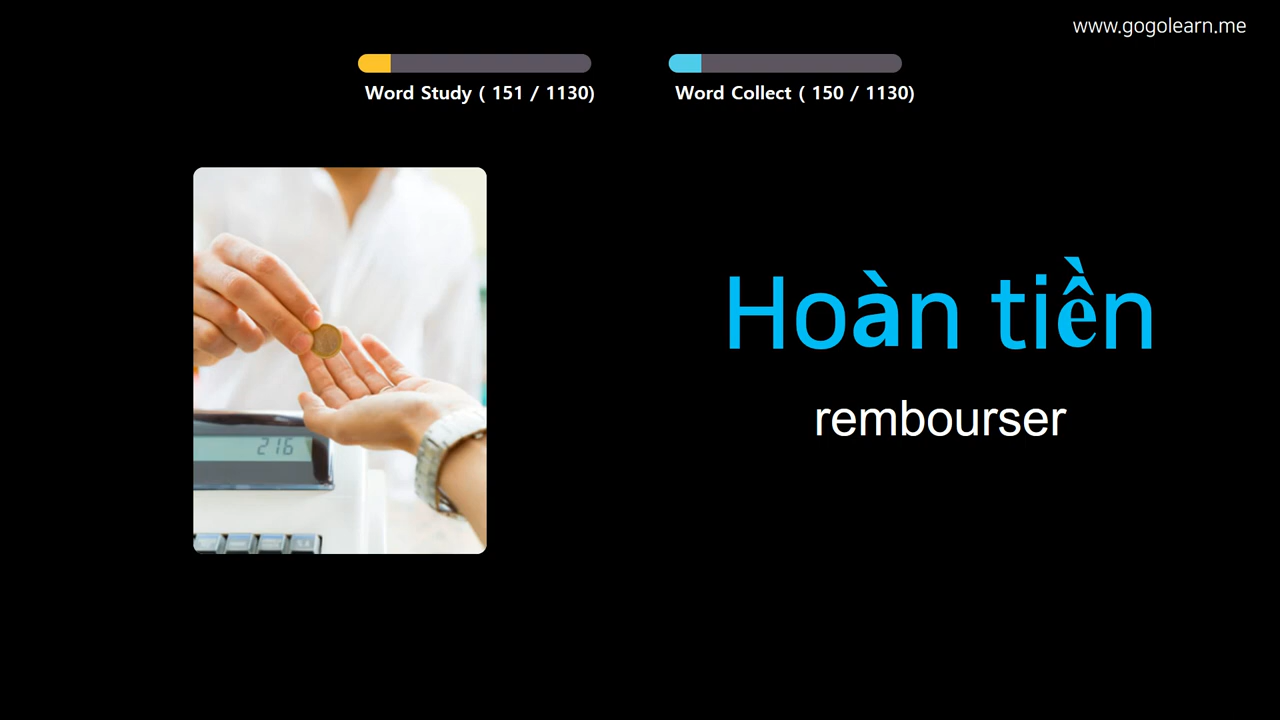 www.gogolearn.me
Word Study ( 151 / 1130)
Word Collect ( 150 / 1130)
Hoàn tiền
rembourser
216